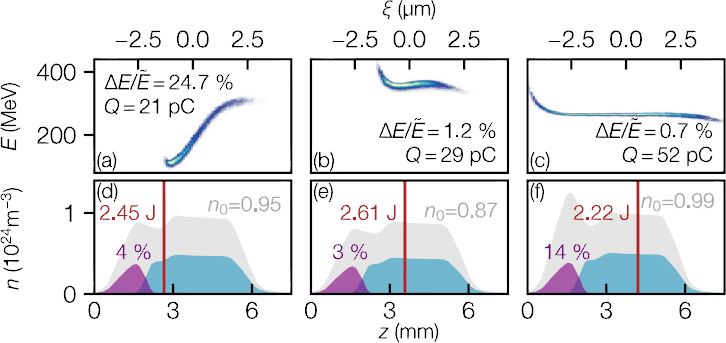 ξ (μm)
−2.5 0.0 2.5 −2.5 0.0 2.5 −2.5 0.0 2.5
E (MeV)
400
200
ΔE/Ẽ = 24.7 %
Q = 21 pC
(a)
ΔE/Ẽ = 1.2 %
Q = 29 pC
(b)
ΔE/Ẽ = 0.7 %
Q = 52 pC
(c)
n (10²⁴m⁻³)
1
0
(d)
n₀=0.95
2.45 J
4 %
(e)
n₀=0.87
2.61 J
3 %
(f)
n₀=0.99
2.22 J
14 %
0 3 6 0 3 6 0 3 6
z (mm)